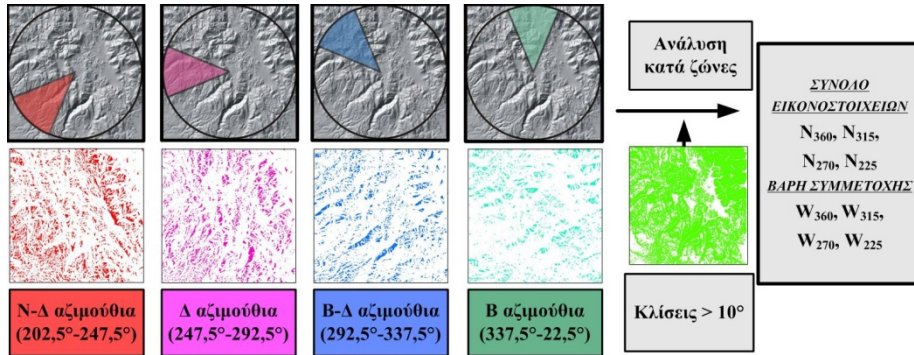 Ανάλυση
κατά ζώνες
ΣΥΝΟΛΟ
ΕΙΚΟΝΟΣΤΟΙΧΕΙΩΝ
N₃₆₀, N₃₁₅,
N₂₇₀, N₂₂₅
ΒΑΡΗ ΣΥΜΜΕΤΟΧΗΣ
W₃₆₀, W₃₁₅,
W₂₇₀, W₂₂₅
Ν-Δ αζιμούθια
(202,5°-247,5°)
Δ αζιμούθια
(247,5°-292,5°)
Β-Δ αζιμούθια
(292,5°-337,5°)
Β αζιμούθια
(337,5°-22,5°)
Κλίσεις > 10°